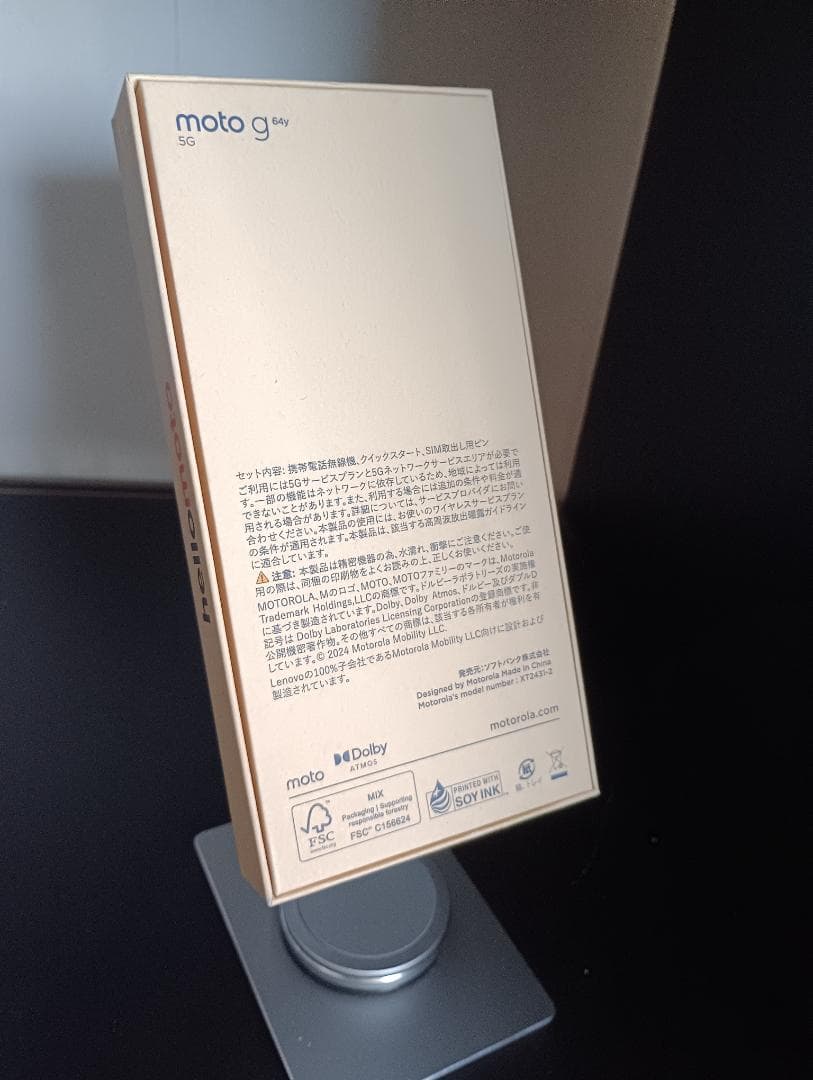 moto g 64y
5G
hellomoto
セット内容: 携帯電話無線機、クイックスタート、SIM取出し用ピン
ご利用には5Gサービスプランと5Gネットワークサービスエリアが必要で
す。一部の機能はネットワークに依存しているため、地域によっては利用
できないことがあります。また、利用する場合には追加の条件や料金が適
用される場合があります。詳細については、サービスプロバイダにお問い
合わせください。本製品の使用には、お使いのワイヤレスサービスプラン
の条件が適用されます。本製品は、該当する高周波放出曝露ガイドライン
に適合しています。
注意: 本製品は精密機器の為、水濡れ、衝撃にご注意ください。ご使
用の際は、同梱の印刷物をよくお読みの上、正しくお使いください。
MOTOROLA、Mのロゴ、MOTO、MOTOファミリーのマークは、Motorola
Trademark Holdings,LLCの商標です。ドルビーラボラトリーズの実施権
に基づき製造されています。Dolby、Dolby Atmos、ドルビー及びダブルD
記号は Dolby Laboratories Licensing Corporationの登録商標です。非
公開機密著作物。その他すべての商標は、該当する各所有者が権利を有
しています。© 2024 Motorola Mobility LLC.
Lenovoの100%子会社であるMotorola Mobility LLC向けに設計および
製造されています。
発売元:ソフトバンク株式会社
Designed by Motorola Made in China
Motorola's model number : XT2431-2
motorola.com
moto
Dolby
ATMOS
FSC
www.fsc.org
MIX
Packaging | Supporting
responsible forestry
FSC® C156624
PRINTED WITH
SOY INK™
紙
箱、トレイ